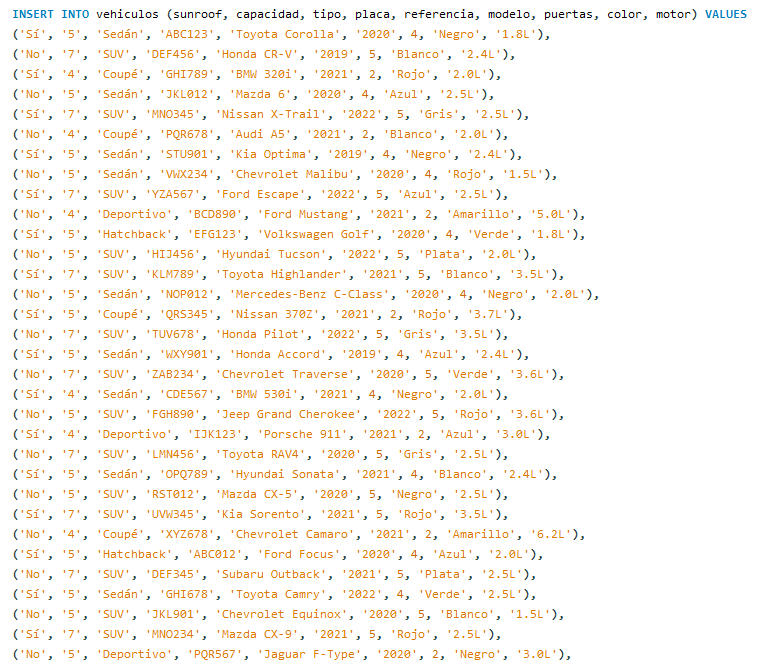 INSERT INTO vehiculos (sunroof, capacidad, tipo, placa, referencia, modelo, puertas, color, motor) VALUES
('Sí', '5', 'Sedán', 'ABC123', 'Toyota Corolla', '2020', 4, 'Negro', '1.8L'),
('No', '7', 'SUV', 'DEF456', 'Honda CR-V', '2019', 5, 'Blanco', '2.4L'),
('Sí', '4', 'Coupé', 'GHI789', 'BMW 320i', '2021', 2, 'Rojo', '2.0L'),
('No', '5', 'Sedán', 'JKL012', 'Mazda 6', '2020', 4, 'Azul', '2.5L'),
('Sí', '7', 'SUV', 'MNO345', 'Nissan X-Trail', '2022', 5, 'Gris', '2.5L'),
('No', '4', 'Coupé', 'PQR678', 'Audi A5', '2021', 2, 'Blanco', '2.0L'),
('Sí', '5', 'Sedán', 'STU901', 'Kia Optima', '2019', 4, 'Negro', '2.4L'),
('No', '5', 'Sedán', 'VWX234', 'Chevrolet Malibu', '2020', 4, 'Rojo', '1.5L'),
('Sí', '7', 'SUV', 'YZA567', 'Ford Escape', '2022', 5, 'Azul', '2.5L'),
('No', '4', 'Deportivo', 'BCD890', 'Ford Mustang', '2021', 2, 'Amarillo', '5.0L'),
('Sí', '5', 'Hatchback', 'EFG123', 'Volkswagen Golf', '2020', 4, 'Verde', '1.8L'),
('No', '5', 'SUV', 'HIJ456', 'Hyundai Tucson', '2022', 5, 'Plata', '2.0L'),
('Sí', '7', 'SUV', 'KLM789', 'Toyota Highlander', '2021', 5, 'Blanco', '3.5L'),
('No', '5', 'Sedán', 'NOP012', 'Mercedes-Benz C-Class', '2020', 4, 'Negro', '2.0L'),
('Sí', '5', 'Coupé', 'QRS345', 'Nissan 370Z', '2021', 2, 'Rojo', '3.7L'),
('No', '7', 'SUV', 'TUV678', 'Honda Pilot', '2022', 5, 'Gris', '3.5L'),
('Sí', '5', 'Sedán', 'WXY901', 'Honda Accord', '2019', 4, 'Azul', '2.4L'),
('No', '7', 'SUV', 'ZAB234', 'Chevrolet Traverse', '2020', 5, 'Verde', '3.6L'),
('Sí', '4', 'Sedán', 'CDE567', 'BMW 530i', '2021', 4, 'Negro', '2.0L'),
('No', '5', 'SUV', 'FGH890', 'Jeep Grand Cherokee', '2022', 5, 'Rojo', '3.6L'),
('Sí', '4', 'Deportivo', 'IJK123', 'Porsche 911', '2021', 2, 'Azul', '3.0L'),
('No', '7', 'SUV', 'LMN456', 'Toyota RAV4', '2020', 5, 'Gris', '2.5L'),
('Sí', '5', 'Sedán', 'OPQ789', 'Hyundai Sonata', '2021', 4, 'Blanco', '2.4L'),
('No', '5', 'SUV', 'RST012', 'Mazda CX-5', '2020', 5, 'Negro', '2.5L'),
('Sí', '7', 'SUV', 'UVW345', 'Kia Sorento', '2021', 5, 'Rojo', '3.5L'),
('No', '4', 'Coupé', 'XYZ678', 'Chevrolet Camaro', '2021', 2, 'Amarillo', '6.2L'),
('Sí', '5', 'Hatchback', 'ABC012', 'Ford Focus', '2020', 4, 'Azul', '2.0L'),
('No', '7', 'SUV', 'DEF345', 'Subaru Outback', '2021', 5, 'Plata', '2.5L'),
('Sí', '5', 'Sedán', 'GHI678', 'Toyota Camry', '2022', 4, 'Verde', '2.5L'),
('No', '5', 'SUV', 'JKL901', 'Chevrolet Equinox', '2020', 5, 'Blanco', '1.5L'),
('Sí', '7', 'SUV', 'MNO234', 'Mazda CX-9', '2021', 5, 'Rojo', '2.5L'),
('No', '5', 'Deportivo', 'PQR567', 'Jaguar F-Type', '2020', 2, 'Negro', '3.0L'),